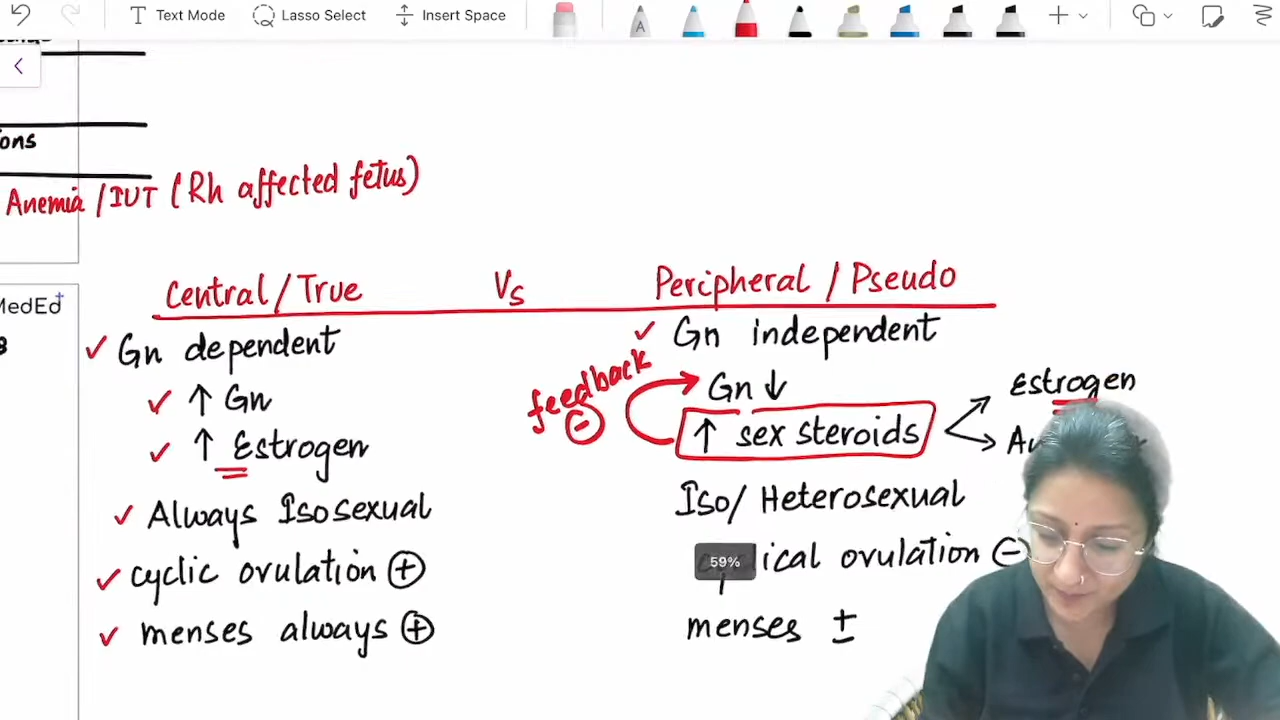 Text Mode Lasso Select Insert Space
A
ons
Anemia / IUT (Rh affected fetus)
Central / True Vs Peripheral / Pseudo
MedEd+
✓ Gn dependent
✓ Gn independent
✓ ↑ Gn
feedback
⊖
Gn ↓
Estrogen
✓ ↑ Estrogen
↑ sex steroids
✓ Always Isosexual
Iso/ Heterosexual
✓ cyclic ovulation ⊕
59% ical ovulation ⊖
✓ menses always ⊕
menses ±